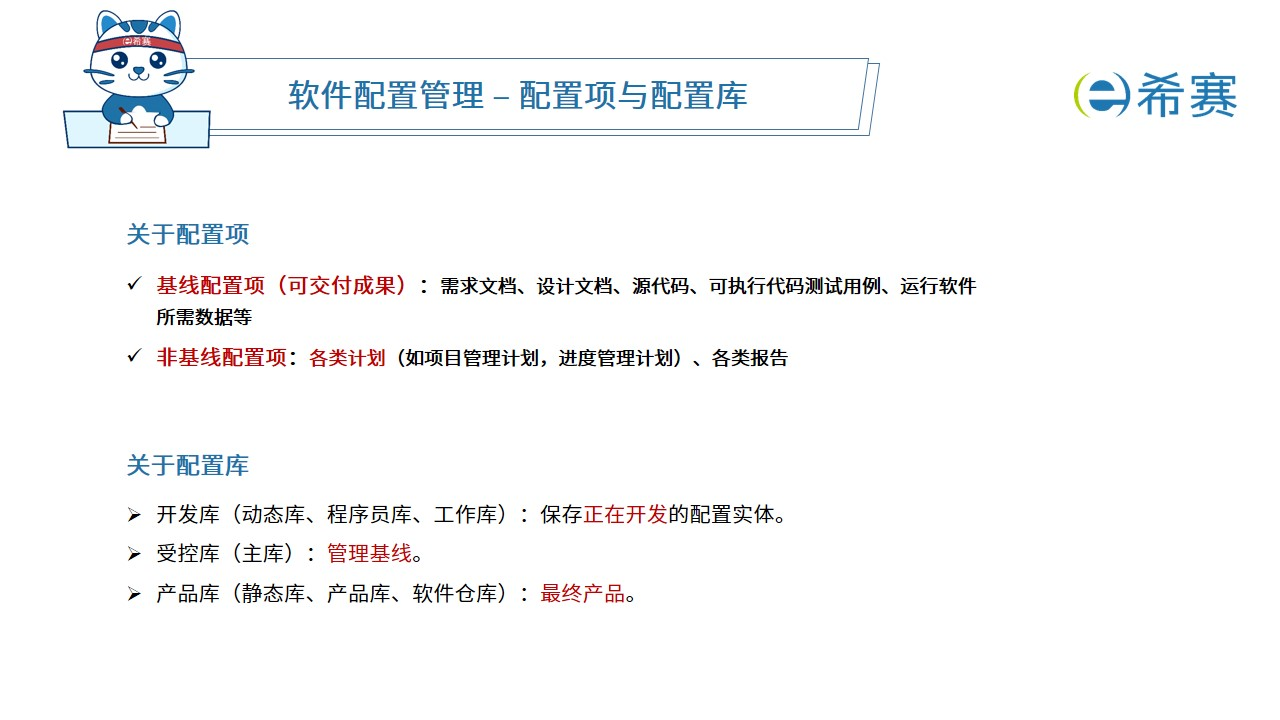 希赛
软件配置管理 – 配置项与配置库
希赛
关于配置项
✓ 基线配置项（可交付成果）：需求文档、设计文档、源代码、可执行代码测试用例、运行软件
所需数据等
✓ 非基线配置项：各类计划（如项目管理计划，进度管理计划）、各类报告
关于配置库
➢ 开发库（动态库、程序员库、工作库）：保存正在开发的配置实体。
➢ 受控库（主库）：管理基线。
➢ 产品库（静态库、产品库、软件仓库）：最终产品。